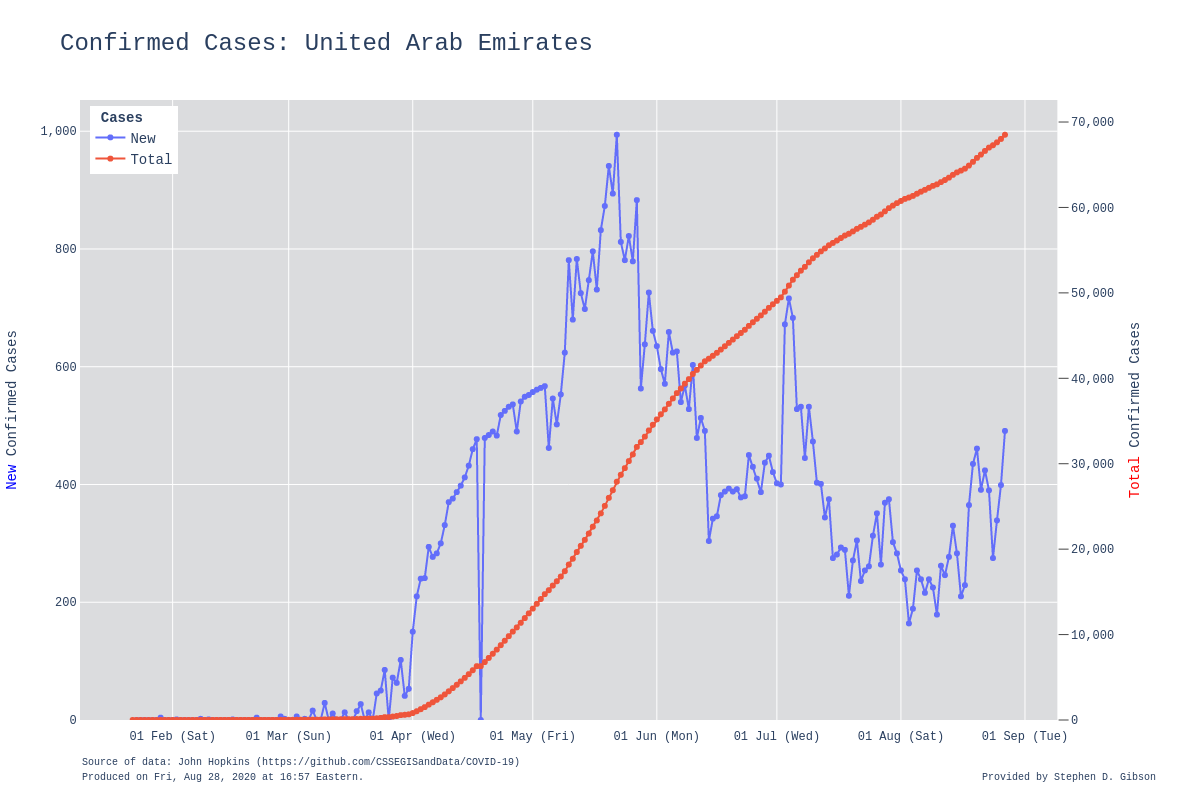 Confirmed Cases: United Arab Emirates
Cases
New
Total
1,000
800
600
400
200
0
New Confirmed Cases
70,000
60,000
50,000
40,000
30,000
20,000
10,000
0
Total Confirmed Cases
01 Feb (Sat)
01 Mar (Sun)
01 Apr (Wed)
01 May (Fri)
01 Jun (Mon)
01 Jul (Wed)
01 Aug (Sat)
01 Sep (Tue)
Source of data: John Hopkins (https://github.com/CSSEGISandData/COVID-19)
Produced on Fri, Aug 28, 2020 at 16:57 Eastern.
Provided by Stephen D. Gibson